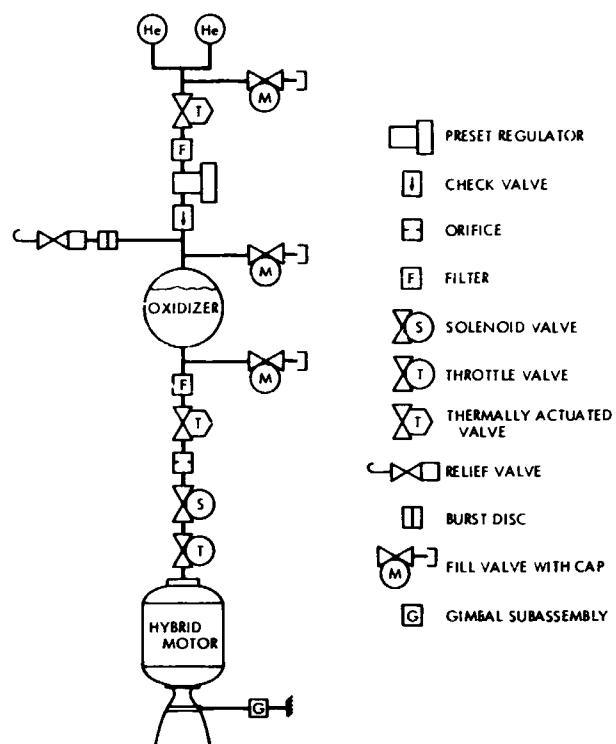 He He
M
T
F
PRESET REGULATOR
CHECK VALVE
ORIFICE
F FILTER
S SOLENOID VALVE
T THROTTLE VALVE
T THERMALLY ACTUATED
VALVE
RELIEF VALVE
BURST DISC
M FILL VALVE WITH CAP
G GIMBAL SUBASSEMBLY
M
OXIDIZER
M
F
T
S
T
HYBRID
MOTOR
G